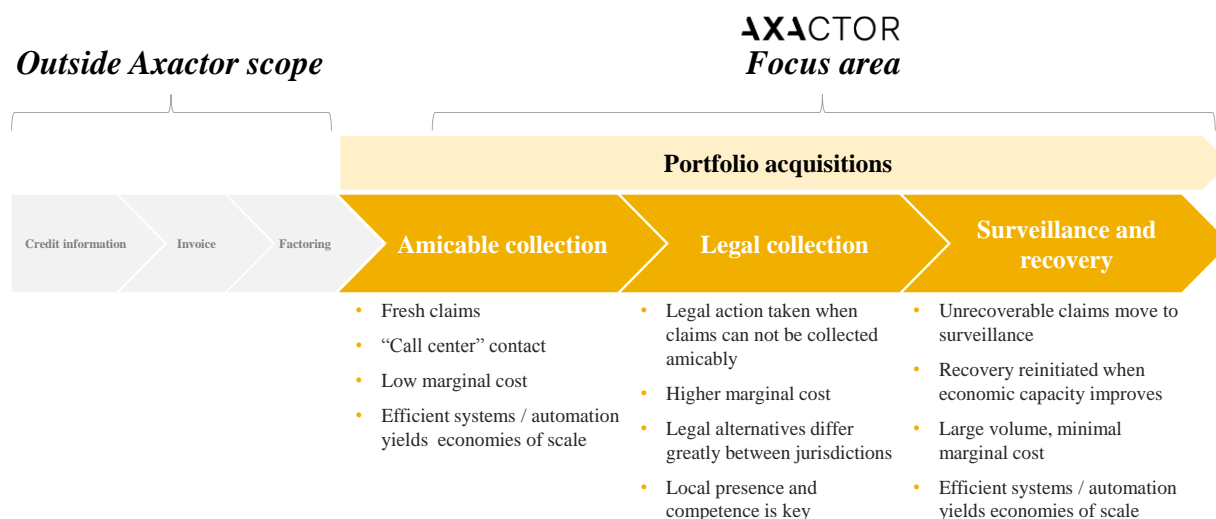 AXACTOR
Outside Axactor scope
Focus area
Portfolio acquisitions
Credit information
Invoice
Factoring
Amicable collection
Legal collection
Surveillance and
recovery
• Fresh claims
• “Call center” contact
• Low marginal cost
• Efficient systems / automation
yields economies of scale
• Legal action taken when
claims can not be collected
amicably
• Higher marginal cost
• Legal alternatives differ
greatly between jurisdictions
• Local presence and
competence is key
• Unrecoverable claims move to
surveillance
• Recovery reinitiated when
economic capacity improves
• Large volume, minimal
marginal cost
• Efficient systems / automation
yields economies of scale